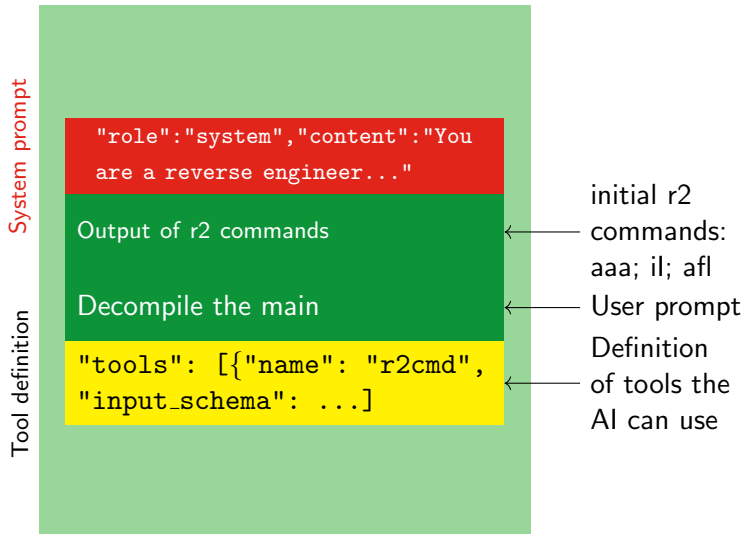 System prompt
"role":"system","content":"You
are a reverse engineer..."
Output of r2 commands
initial r2
commands:
aaa; il; afl
Decompile the main
User prompt
Tool definition
"tools": [{"name": "r2cmd",
"input_schema": ...]
Definition
of tools the
AI can use